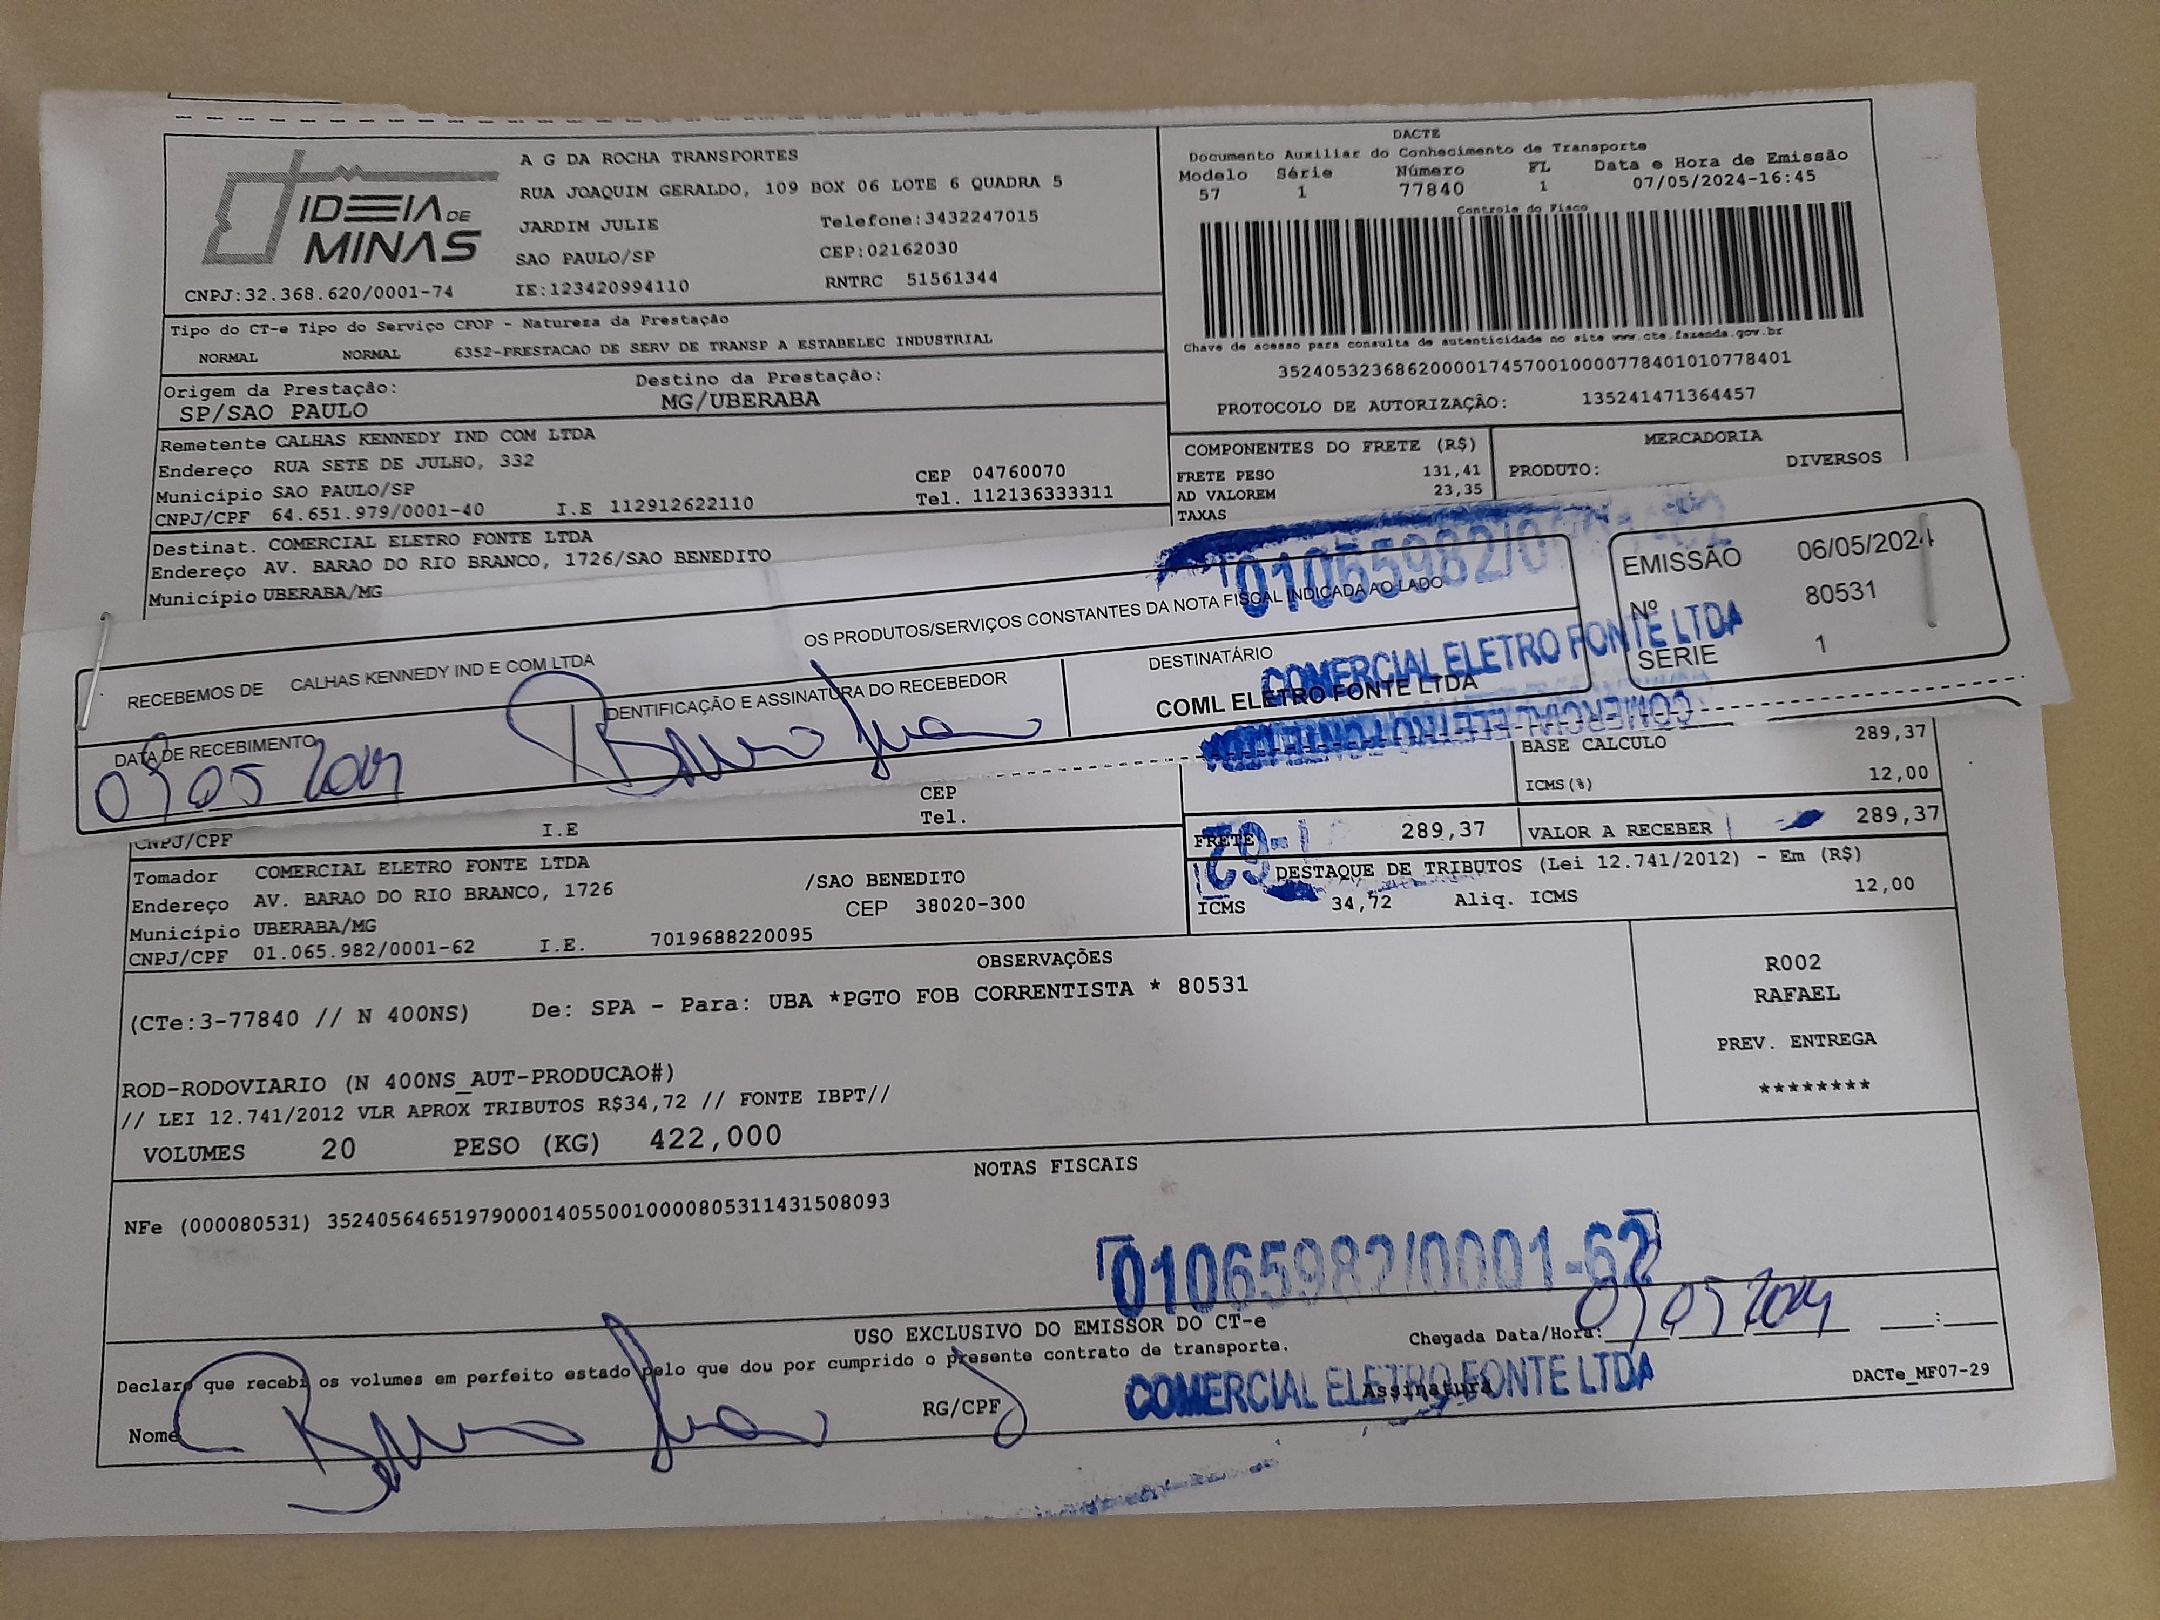 IDEIA DE
MINAS
CNPJ:32.368.620/0001-74
A G DA ROCHA TRANSPORTES
RUA JOAQUIM GERALDO, 109 BOX 06 LOTE 6 QUADRA 5
JARDIM JULIE Telefone:3432247015
SAO PAULO/SP CEP:02162030
IE:123420994110 RNTRC 51561344
DACTE
Documento Auxiliar do Conhecimento de Transporte
Modelo Série Número FL Data e Hora de Emissão
57 1 77840 1 07/05/2024-16:45
Controle do Fisco
Chave de acesso para consulta de autenticidade no site www.cte.fazenda.gov.br
35240532368620000174570010000778401010778401
PROTOCOLO DE AUTORIZAÇÃO: 135241471364457
Tipo do CT-e Tipo do Serviço CFOP - Natureza da Prestação
NORMAL NORMAL 6352-PRESTACAO DE SERV DE TRANSP A ESTABELEC INDUSTRIAL
Origem da Prestação: Destino da Prestação:
SP/SAO PAULO MG/UBERABA
Remetente CALHAS KENNEDY IND COM LTDA
Endereço RUA SETE DE JULHO, 332 CEP 04760070
Município SAO PAULO/SP Tel. 112136333311
CNPJ/CPF 64.651.979/0001-40 I.E 112912622110
COMPONENTES DO FRETE (R$)
FRETE PESO 131,41
AD VALOREM 23,35
TAXAS
MERCADORIA
PRODUTO: DIVERSOS
Destinat. COMERCIAL ELETRO FONTE LTDA
Endereço AV. BARAO DO RIO BRANCO, 1726/SAO BENEDITO
Município UBERABA/MG
RECEBEMOS DE CALHAS KENNEDY IND E COM LTDA OS PRODUTOS/SERVIÇOS CONSTANTES DA NOTA FISCAL INDICADA AO LADO
DATA DE RECEBIMENTO IDENTIFICAÇÃO E ASSINATURA DO RECEBEDOR DESTINATÁRIO
COML ELETRO FONTE LTDA
EMISSÃO 06/05/2024
Nº 80531
SÉRIE 1
01065982/0
COMERCIAL ELETRO FONTE LTDA
09 05 2024
BASE CALCULO 289,37
ICMS(%) 12,00
CEP
Tel.
CNPJ/CPF I.E
FRETE 289,37 VALOR A RECEBER 289,37
DESTAQUE DE TRIBUTOS (Lei 12.741/2012) - Em (R$)
ICMS 34,72 Aliq. ICMS 12,00
Tomador COMERCIAL ELETRO FONTE LTDA
Endereço AV. BARAO DO RIO BRANCO, 1726 /SAO BENEDITO
Município UBERABA/MG CEP 38020-300
CNPJ/CPF 01.065.982/0001-62 I.E. 7019688220095
OBSERVAÇÕES
(CTe:3-77840 // N 400NS) De: SPA - Para: UBA *PGTO FOB CORRENTISTA * 80531
ROD-RODOVIARIO (N 400NS_AUT-PRODUCAO#)
// LEI 12.741/2012 VLR APROX TRIBUTOS R$34,72 // FONTE IBPT//
VOLUMES 20 PESO (KG) 422,000
R002
RAFAEL
PREV. ENTREGA
********
NOTAS FISCAIS
NFe (000080531) 35240564651979000140550010000805311431508093
01065982/0001-62
USO EXCLUSIVO DO EMISSOR DO CT-e
Declaro que recebi os volumes em perfeito estado pelo que dou por cumprido o presente contrato de transporte.
Chegada Data/Hora: 09 05 2024 :
Nome RG/CPF Assinatura
COMERCIAL ELETRO FONTE LTDA
DACTe_MF07-29